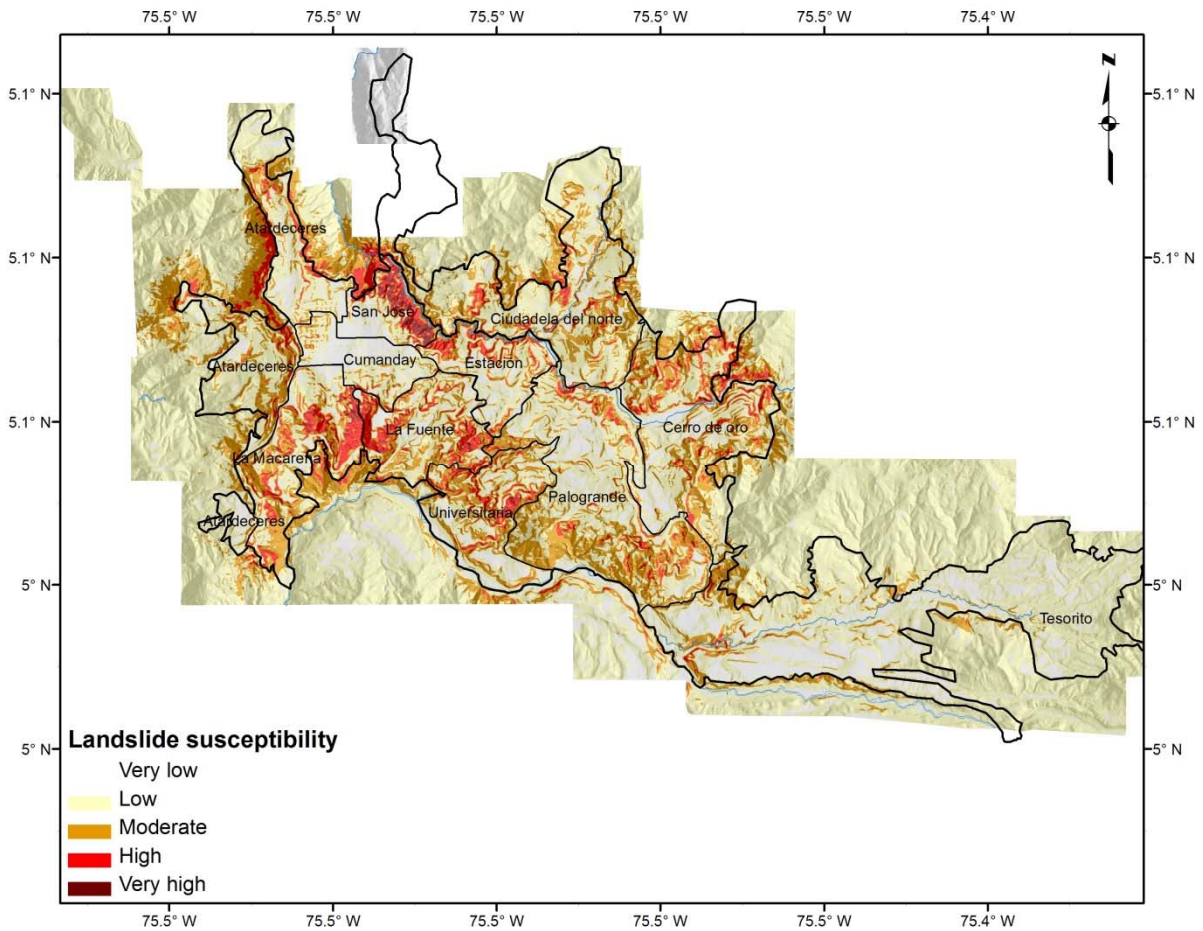 75.5° W
75.5° W
75.5° W
75.5° W
75.5° W
75.4° W
N
5.1° N
5.1° N
5.1° N
5.1° N
5.1° N
5.1° N
5° N
5° N
5° N
5° N
Atardeceres
San José
Ciudadela del norte
Cumanday
Estación
Atardeceres
La Fuente
Cerro de oro
La Macarena
Palogrande
Universitaria
Atardeceres
Tesorito
Landslide susceptibility
Very low
Low
Moderate
High
Very high
75.5° W
75.5° W
75.5° W
75.5° W
75.5° W
75.4° W